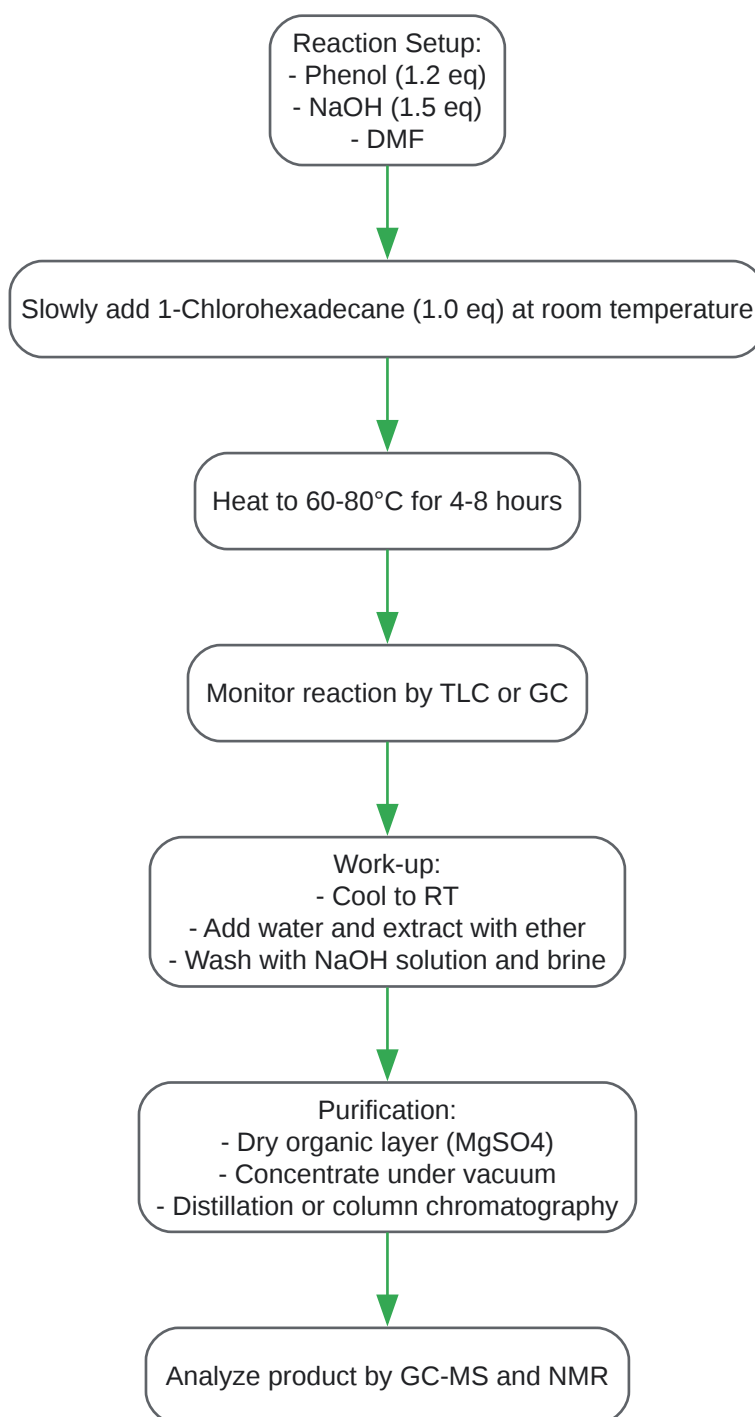 Reaction Setup:
- Phenol (1.2 eq)
- NaOH (1.5 eq)
- DMF
Slowly add 1-Chlorohexadecane (1.0 eq) at room temperature
Heat to 60-80°C for 4-8 hours
Monitor reaction by TLC or GC
Work-up:
- Cool to RT
- Add water and extract with ether
- Wash with NaOH solution and brine
Purification:
- Dry organic layer (MgSO4)
- Concentrate under vacuum
- Distillation or column chromatography
Analyze product by GC-MS and NMR